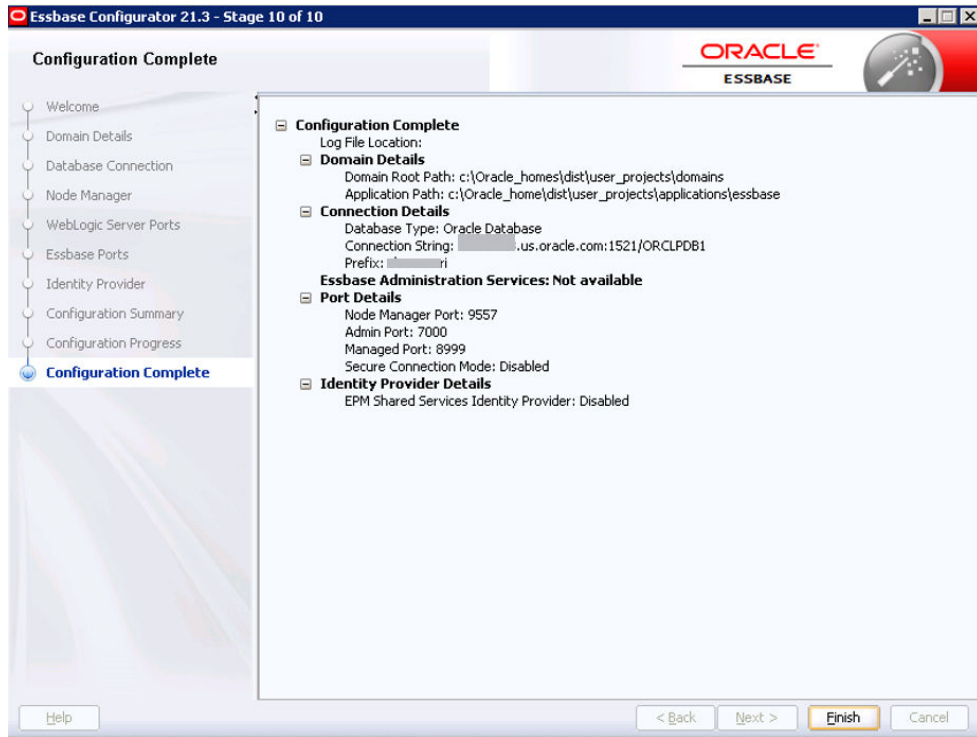 Essbase Configurator 21.3 - Stage 10 of 10
Configuration Complete
ORACLE
ESSBASE
Welcome
Domain Details
Database Connection
Node Manager
WebLogic Server Ports
Essbase Ports
Identity Provider
Configuration Summary
Configuration Progress
Configuration Complete
Configuration Complete
Log File Location:
Domain Details
Domain Root Path: c:\Oracle_homes\dist\user_projects\domains
Application Path: c:\Oracle_home\dist\user_projects\applications\essbase
Connection Details
Database Type: Oracle Database
Connection String: .us.oracle.com:1521/ORCLPDB1
Prefix: ri
Essbase Administration Services: Not available
Port Details
Node Manager Port: 9557
Admin Port: 7000
Managed Port: 8999
Secure Connection Mode: Disabled
Identity Provider Details
EPM Shared Services Identity Provider: Disabled
Help
< Back
Next >
Finish
Cancel